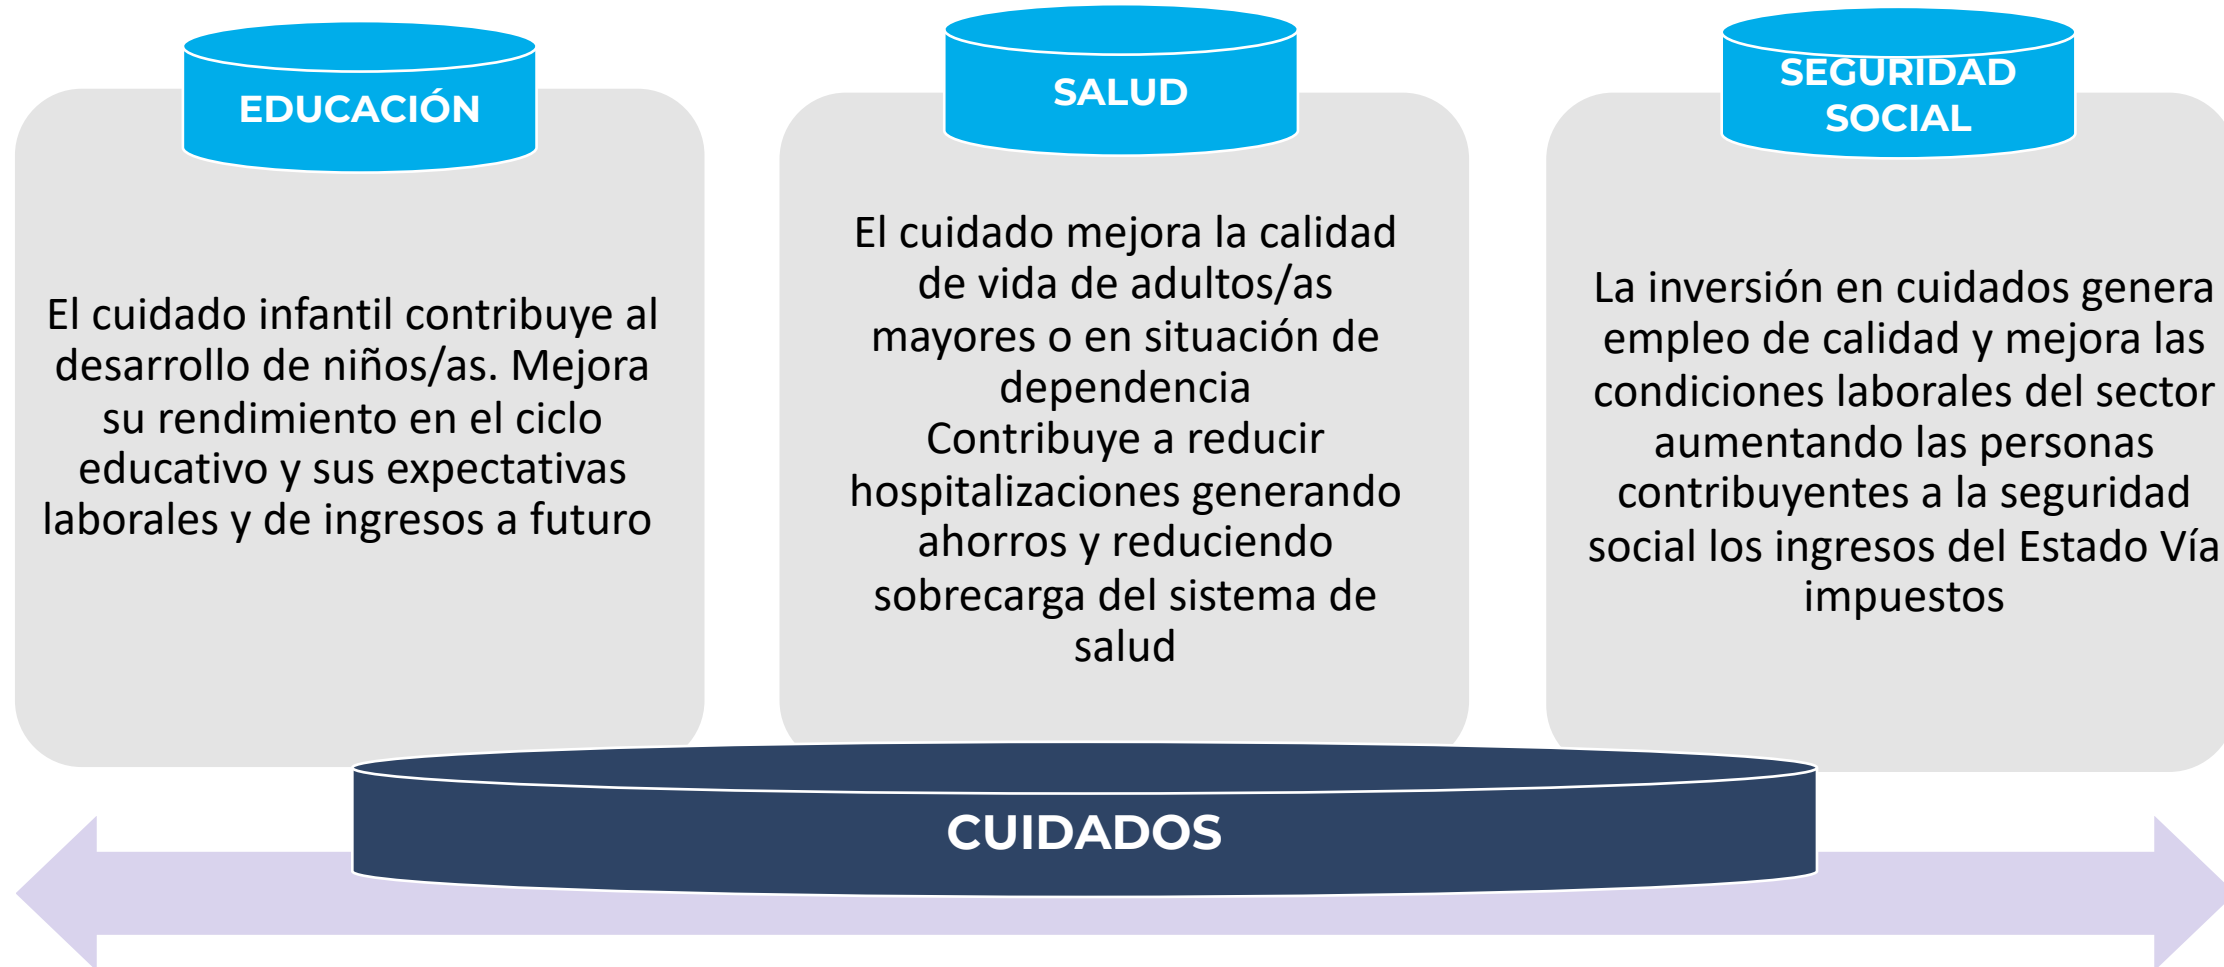 EDUCACIÓN
El cuidado infantil contribuye al
desarrollo de niños/as. Mejora
su rendimiento en el ciclo
educativo y sus expectativas
laborales y de ingresos a futuro
SALUD
El cuidado mejora la calidad
de vida de adultos/as
mayores o en situación de
dependencia
Contribuye a reducir
hospitalizaciones generando
ahorros y reduciendo
sobrecarga del sistema de
salud
SEGURIDAD
SOCIAL
La inversión en cuidados genera
empleo de calidad y mejora las
condiciones laborales del sector
aumentando las personas
contribuyentes a la seguridad
social los ingresos del Estado Vía
impuestos
CUIDADOS